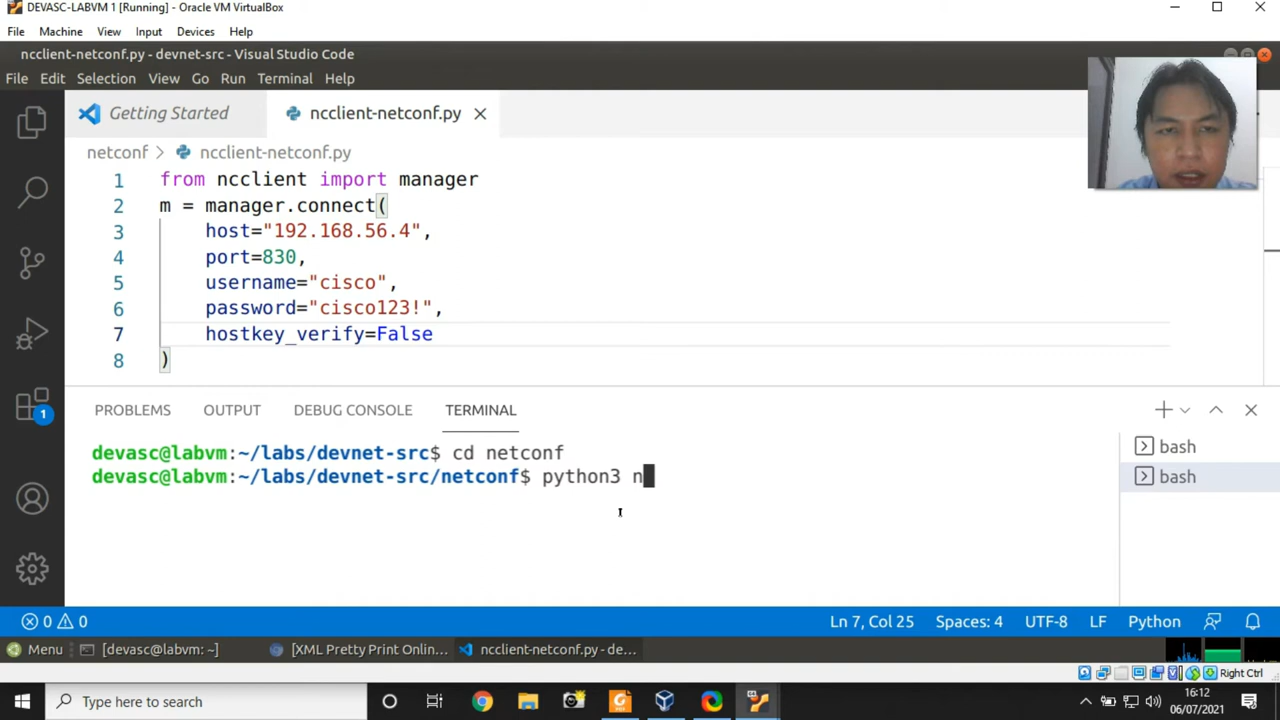 DEVASC-LABVM 1 [Running] - Oracle VM VirtualBox
File Machine View Input Devices Help
ncclient-netconf.py - devnet-src - Visual Studio Code
File Edit Selection View Go Run Terminal Help
Getting Started ncclient-netconf.py
netconf > ncclient-netconf.py
1 from ncclient import manager
2 m = manager.connect(
3 host="192.168.56.4",
4 port=830,
5 username="cisco",
6 password="cisco123!",
7 hostkey_verify=False
8 )
PROBLEMS OUTPUT DEBUG CONSOLE TERMINAL
devasc@labvm:~/labs/devnet-src$ cd netconf
devasc@labvm:~/labs/devnet-src/netconf$ python3 n
bash
bash
1
0 0 Ln 7, Col 25 Spaces: 4 UTF-8 LF Python
Menu [devasc@labvm: ~] [XML Pretty Print Onlin... ncclient-netconf.py - de...
Right Ctrl
Type here to search
16:12
06/07/2021